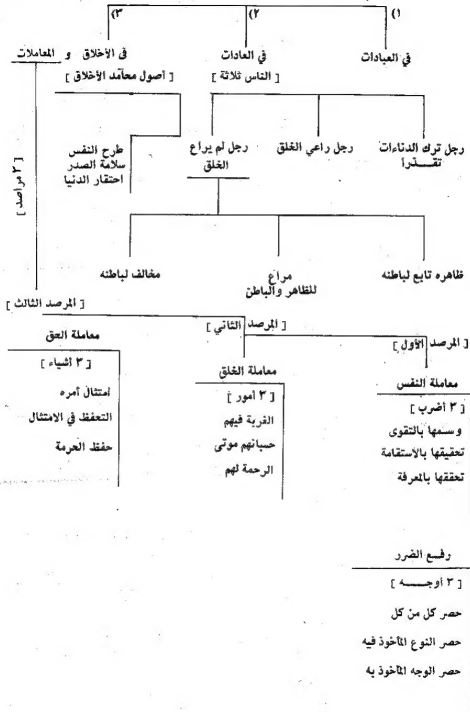 ١)
٢)
٣)
في العبادات
في العادات
[ الناس ثلاثة ]
في الأخلاق و المعاملات
[ أصول محامد الأخلاق ]
رجل ترك الدناءات
تقـــذراً
رجل راعي الخلق
رجل لم يراع
الخلق
طرح النفس
سلامة الصدر
احتقار الدنيا
[ ٣ مراصد ]
ظاهره تابع لباطنه
مراع
للظاهر والباطن
مخالف لباطنه
[ المرصد الأول ]
[ المرصد الثاني ]
[ المرصد الثالث ]
معاملة النفس
[ ٣ أضرب ]
وسمها بالتقوى
تحقيقها بالاستقامة
تحققها بالمعرفة
معاملة الخلق
[ ٣ أمور ]
الغربة فيهم
حسبانهم موتى
الرحمة لهم
معاملة الحق
[ ٣ أشياء ]
امتثال أمره
التحفظ في الامتثال
حفظ الحرمة
رفع الضرر
[ ٣ أوجـــه ]
حصر كل من كل
حصر النوع المأخوذ فيه
حصر الوجه المأخوذ به